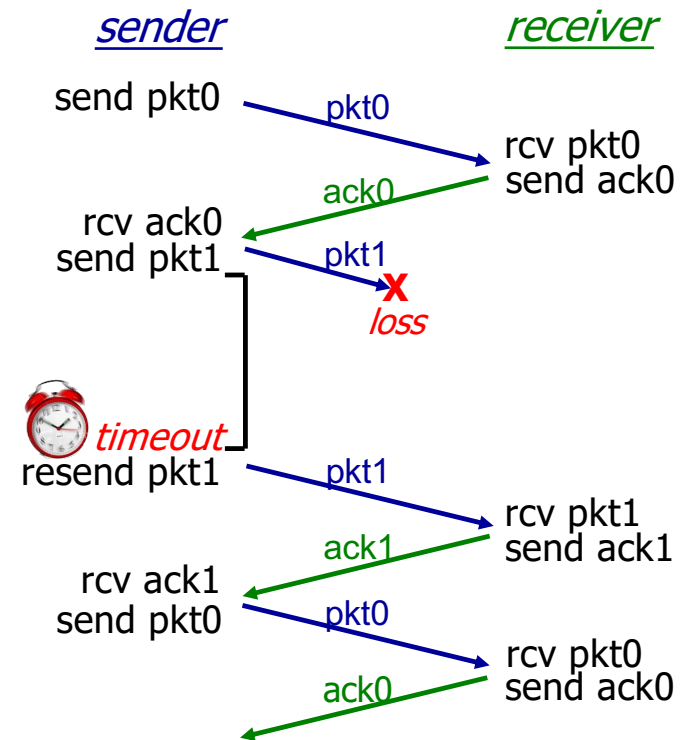 sender
receiver
send pkt0
pkt0
rcv pkt0
send ack0
ack0
rcv ack0
send pkt1
pkt1
X
loss
timeout
resend pkt1
pkt1
rcv pkt1
send ack1
ack1
rcv ack1
send pkt0
pkt0
rcv pkt0
send ack0
ack0